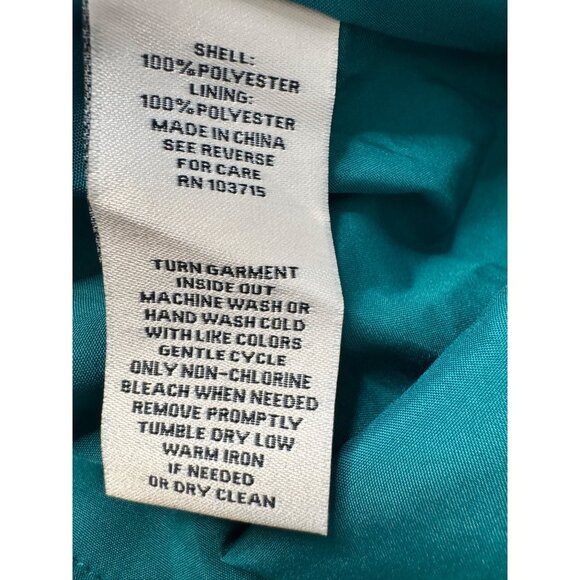 SHELL:
100% POLYESTER
LINING:
100% POLYESTER
MADE IN CHINA
SEE REVERSE
FOR CARE
RN 103715
TURN GARMENT
INSIDE OUT
MACHINE WASH OR
HAND WASH COLD
WITH LIKE COLORS
GENTLE CYCLE
ONLY NON-CHLORINE
BLEACH WHEN NEEDED
REMOVE PROMPTLY
TUMBLE DRY LOW
WARM IRON
IF NEEDED
OR DRY CLEAN